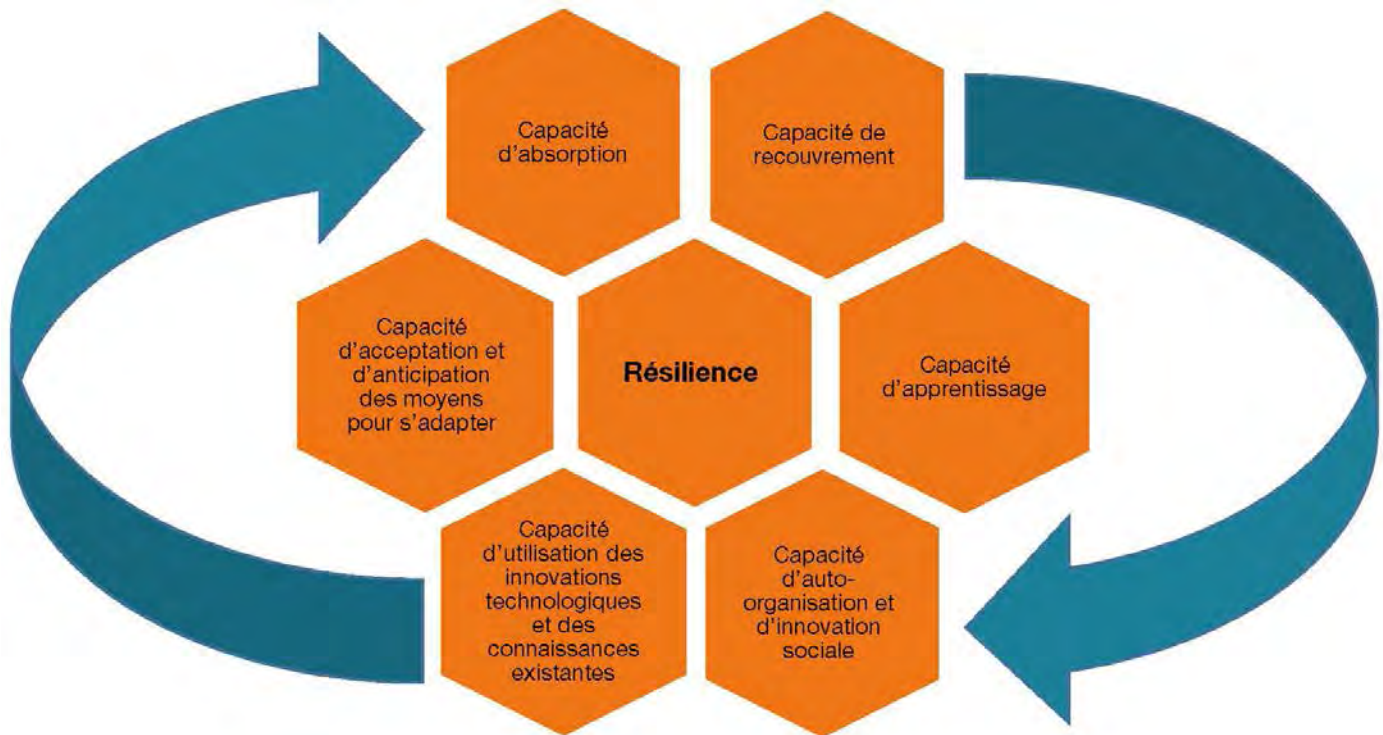 Capacité
d'absorption
Capacité de
recouvrement
Capacité
d'acceptation et
d'anticipation
des moyens
pour s'adapter
Résilience
Capacité
d'apprentissage
Capacité
d'utilisation des
innovations
technologiques
et des
connaissances
existantes
Capacité
d'auto-
organisation et
d'innovation
sociale